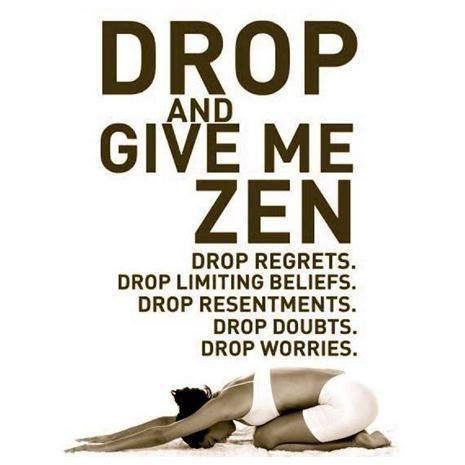 DROP
AND
GIVE ME
ZEN
DROP REGRETS.
DROP LIMITING BELIEFS.
DROP RESENTMENTS.
DROP DOUBTS.
DROP WORRIES.